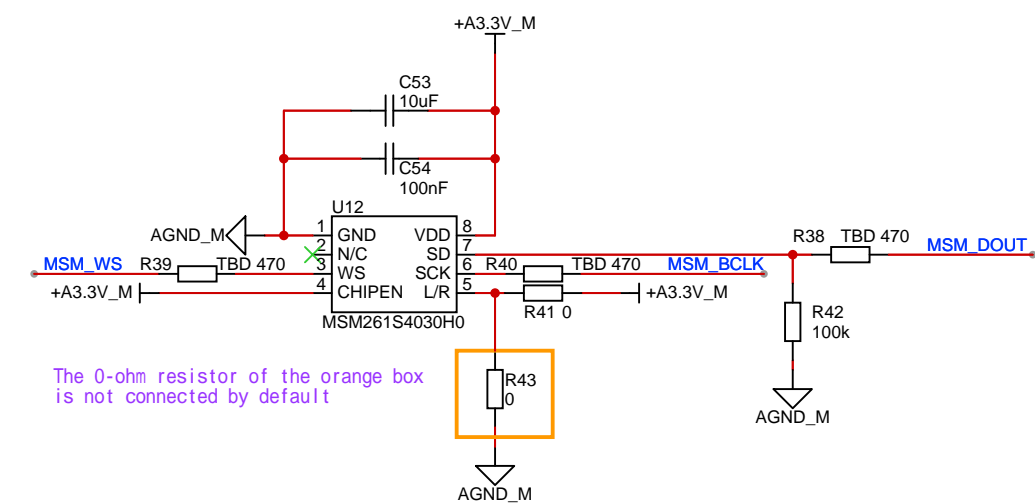 +A3.3V_M
C53
10uF
C54
100nF
U12
AGND_M
1 GND VDD 8
2 N/C SD 7
MSM_WS R39 TBD 470 3 WS SCK 6 R40 TBD 470 MSM_BCLK
+A3.3V_M 4 CHIPEN L/R 5 +A3.3V_M
R41 0
MSM261S4030H0
R38 TBD 470 MSM_DOUT
R42
100k
AGND_M
The 0-ohm resistor of the orange box
is not connected by default
R43
0
AGND_M